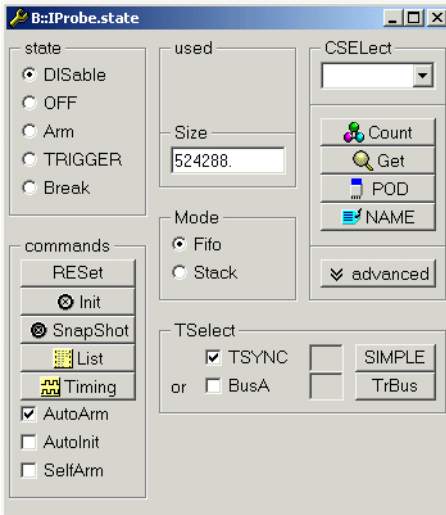 B::IProbe.state
state
DISable
OFF
Arm
TRIGGER
Break
commands
RESet
Init
SnapShot
List
Timing
AutoArm
AutoInit
SelfArm
used
Size
524288.
Mode
Fifo
Stack
CSELect
Count
Get
POD
NAME
advanced
TSelect
TSYNC SIMPLE
or BusA TrBus